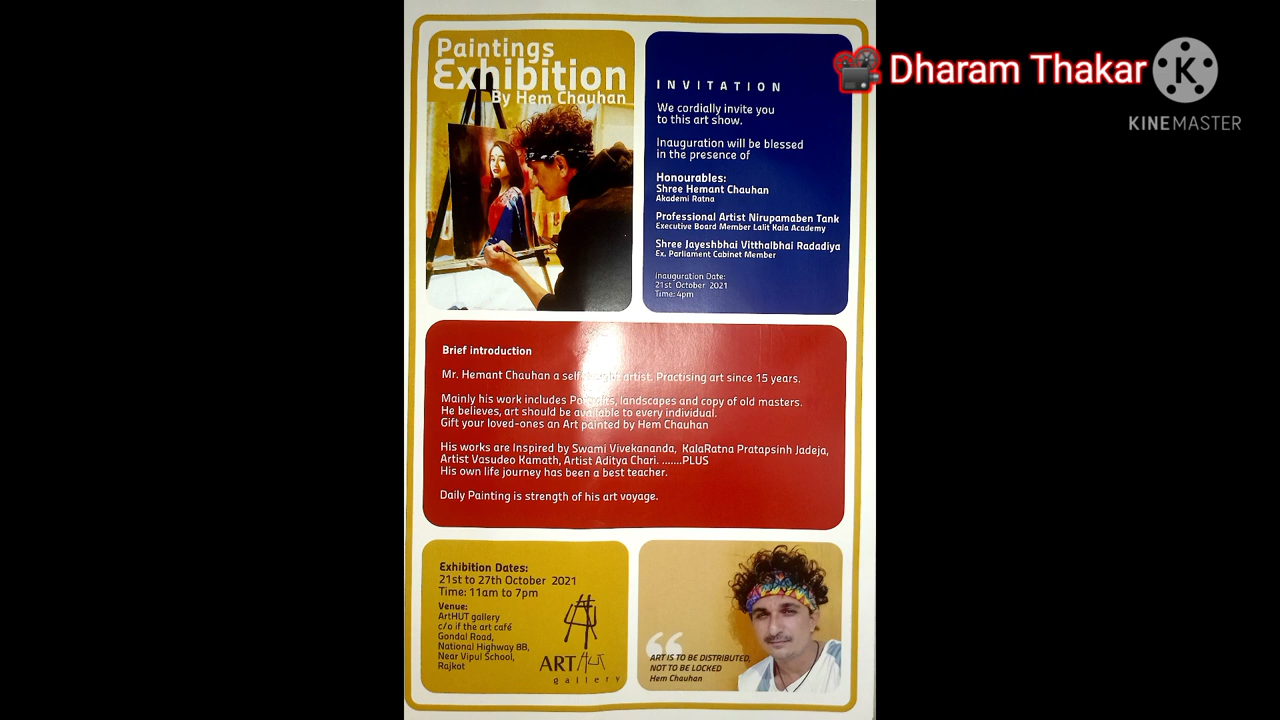 Paintings
Exhibition
By Hem Chauhan
INVITATION
We cordially invite you
to this art show.
Inauguration will be blessed
in the presence of
Honourables:
Shree Hemant Chauhan
Akademi Ratna
Professional Artist Nirupamaben Tank
Executive Board Member Lalit Kala Academy
Shree Jayeshbhai Vitthalbhai Radadiya
Ex. Parliament Cabinet Member
Inauguration Date:
21st October 2021
Time: 4pm
Dharam Thakar
K
KINEMASTER
Brief introduction
Mr. Hemant Chauhan a self artist. Practising art since 15 years.
Mainly his work includes Portraits, landscapes and copy of old masters.
He believes, art should be available to every individual.
Gift your loved-ones an Art painted by Hem Chauhan
His works are Inspired by Swami Vivekananda, KalaRatna Pratapsinh Jadeja,
Artist Vasudeo Kamath, Artist Aditya Chari. .......PLUS
His own life journey has been a best teacher.
Daily Painting is strength of his art voyage.
Exhibition Dates:
21st to 27th October 2021
Time: 11am to 7pm
Venue:
ArtHUT gallery
c/o if the art café
Gondal Road,
National Highway 8B,
Near Vipul School,
Rajkot
ART HUT
gallery
“
ART IS TO BE DISTRIBUTED,
NOT TO BE LOCKED
Hem Chauhan